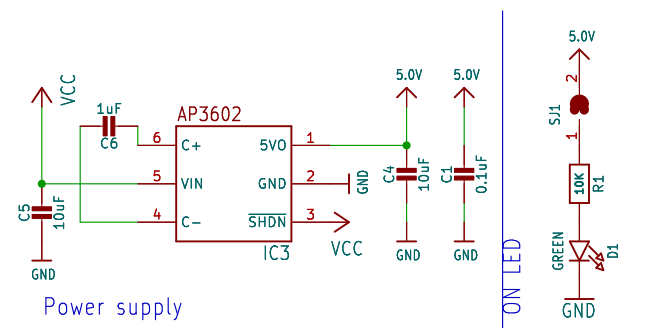 VCC
1uF
C6
C5
10uF
GND
AP3602
6
C+
5
VIN
4
C-
5VO
1
GND
2
GND
SHDN
3
VCC
IC3
5.0V
C4
10uF
GND
5.0V
C1
0.1uF
GND
Power supply
ON LED
5.0V
2
SJ1
1
10K
R1
GREEN
D1
GND